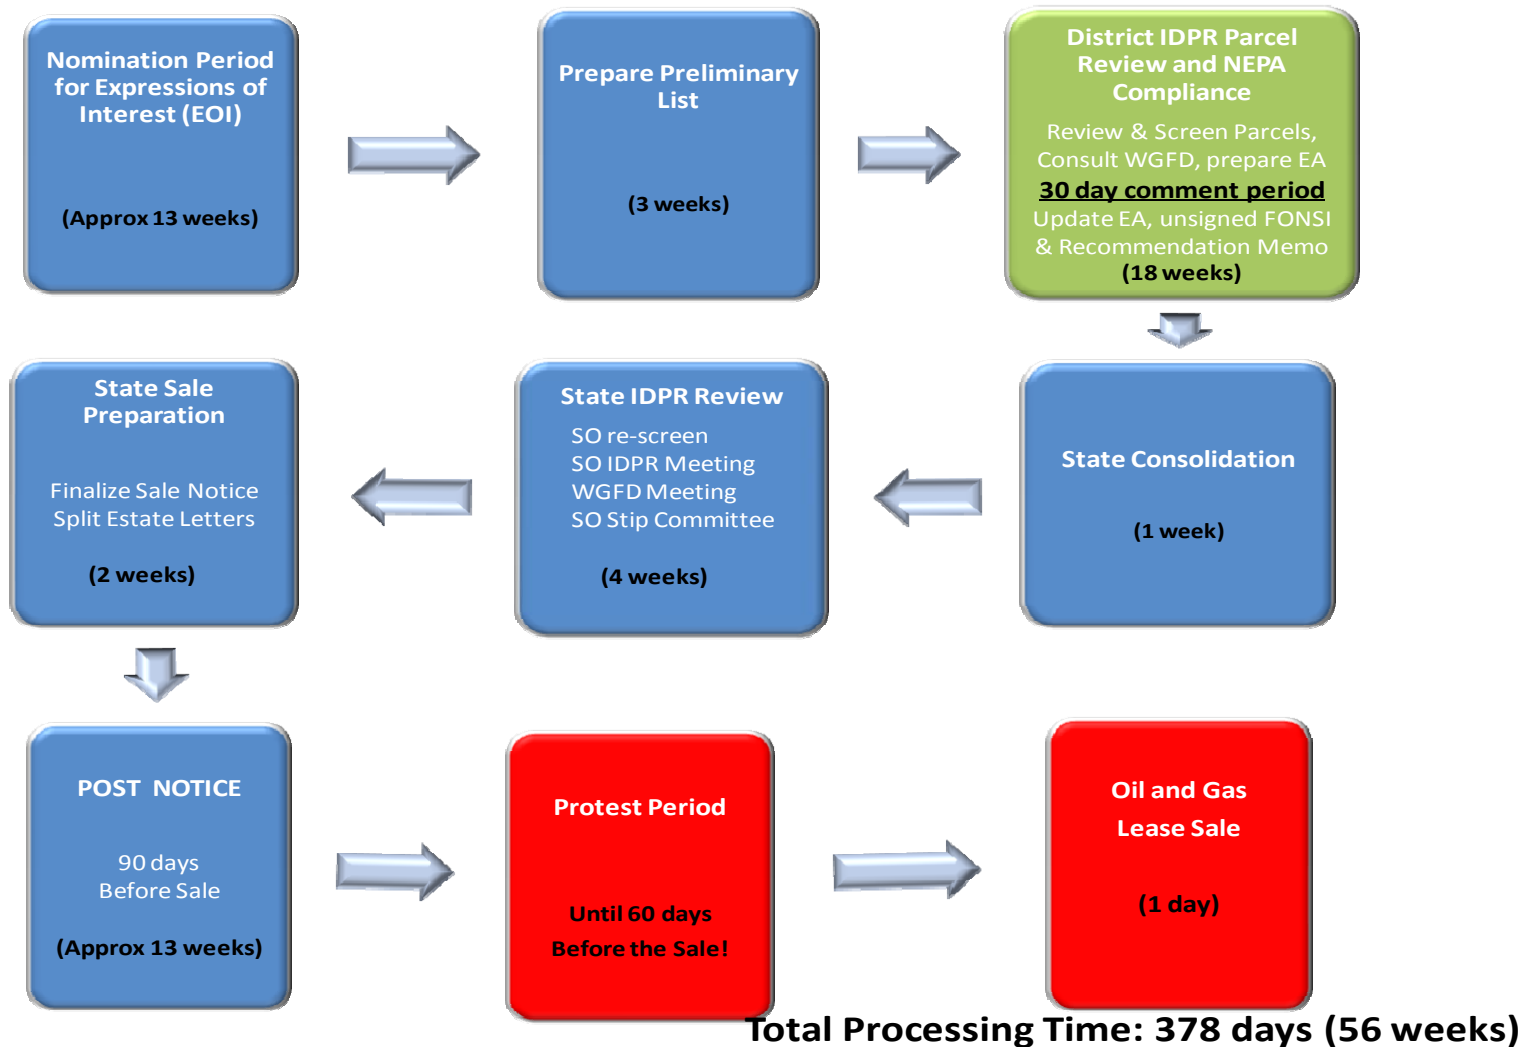 Nomination Period
for Expressions of
Interest (EOI)
(Approx 13 weeks)
Prepare Preliminary
List
(3 weeks)
District IDPR Parcel
Review and NEPA
Compliance
Review & Screen Parcels,
Consult WGFD, prepare EA
30 day comment period
Update EA, unsigned FONSI
& Recommendation Memo
(18 weeks)
State Consolidation
(1 week)
State IDPR Review
SO re-screen
SO IDPR Meeting
WGFD Meeting
SO Stip Committee
(4 weeks)
State Sale
Preparation
Finalize Sale Notice
Split Estate Letters
(2 weeks)
POST NOTICE
90 days
Before Sale
(Approx 13 weeks)
Protest Period
Until 60 days
Before the Sale!
Oil and Gas
Lease Sale
(1 day)
Total Processing Time: 378 days (56 weeks)